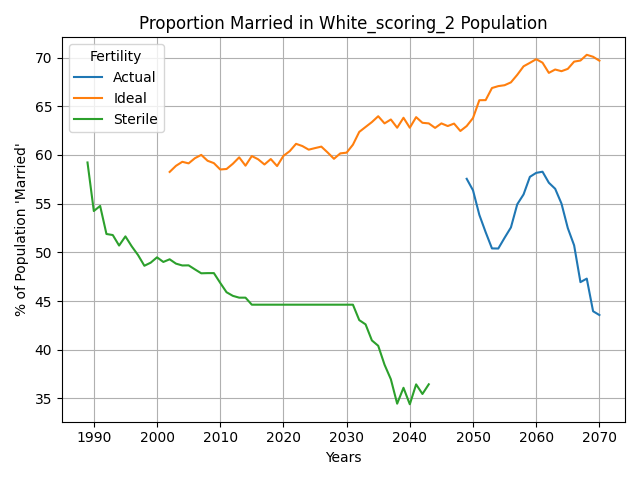 Proportion Married in White_scoring_2 Population
Fertility
Actual
Ideal
Sterile
% of Population 'Married'
70
65
60
55
50
45
40
35
1990 2000 2010 2020 2030 2040 2050 2060 2070
Years